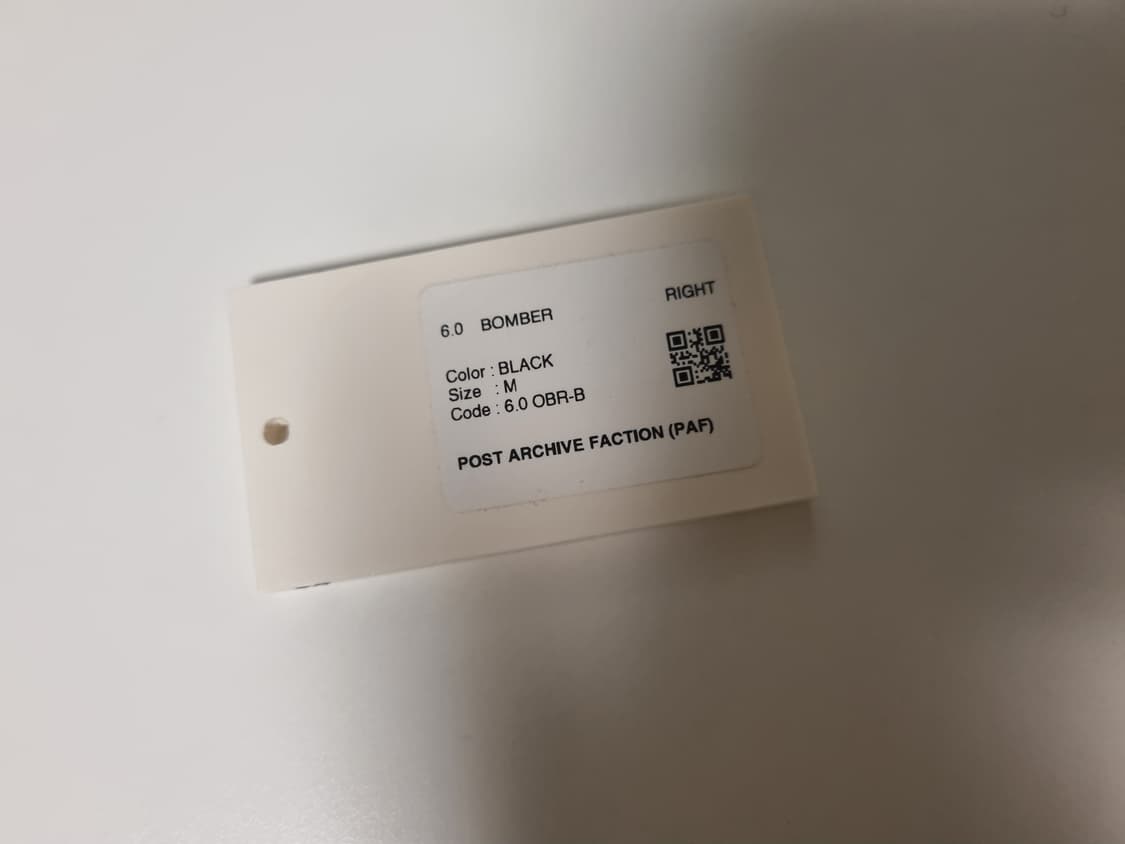 6.0 BOMBER
RIGHT
Color : BLACK
Size : M
Code : 6.0 OBR-B
POST ARCHIVE FACTION (PAF)